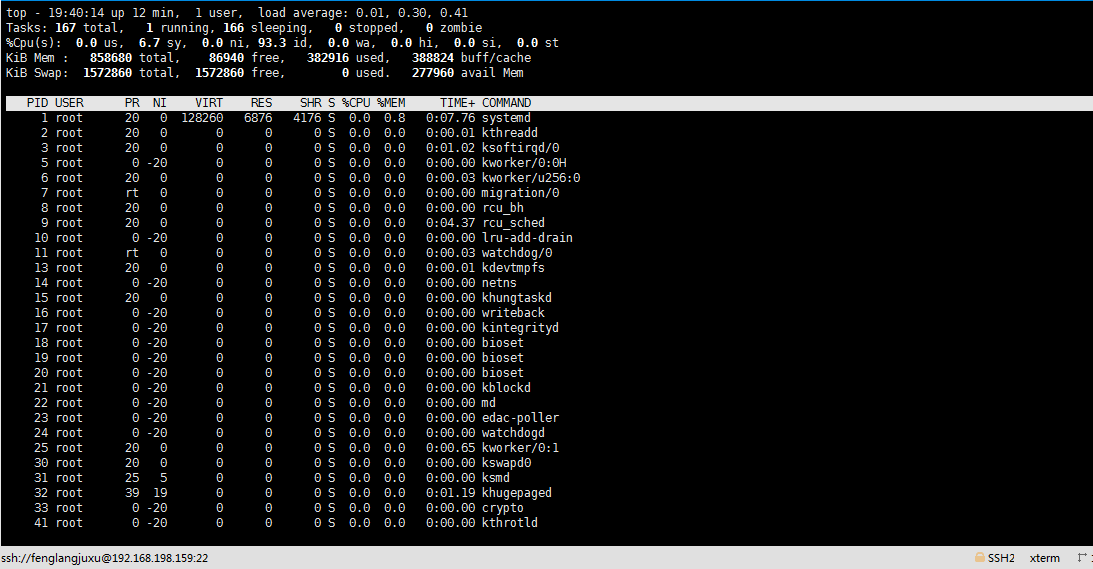 top - 19:40:14 up 12 min,  1 user,  load average: 0.01, 0.30, 0.41
Tasks: 167 total,   1 running, 166 sleeping,   0 stopped,   0 zombie
%Cpu(s):  0.0 us,  6.7 sy,  0.0 ni, 93.3 id,  0.0 wa,  0.0 hi,  0.0 si,  0.0 st
KiB Mem :   858680 total,    86940 free,   382916 used,   388824 buff/cache
KiB Swap:  1572860 total,  1572860 free,        0 used.   277960 avail Mem
PID USER PR NI VIRT RES SHR S %CPU %MEM TIME+ COMMAND
1 root 20 0 128260 6876 4176 S 0.0 0.8 0:07.76 systemd
2 root 20 0 0 0 0 S 0.0 0.0 0:00.01 kthreadd
3 root 20 0 0 0 0 S 0.0 0.0 0:01.02 ksoftirqd/0
5 root 0 -20 0 0 0 S 0.0 0.0 0:00.00 kworker/0:0H
6 root 20 0 0 0 0 S 0.0 0.0 0:00.03 kworker/u256:0
7 root rt 0 0 0 0 S 0.0 0.0 0:00.00 migration/0
8 root 20 0 0 0 0 S 0.0 0.0 0:00.00 rcu_bh
9 root 20 0 0 0 0 S 0.0 0.0 0:04.37 rcu_sched
10 root 0 -20 0 0 0 S 0.0 0.0 0:00.00 lru-add-drain
11 root rt 0 0 0 0 S 0.0 0.0 0:00.03 watchdog/0
13 root 20 0 0 0 0 S 0.0 0.0 0:00.01 kdevtmpfs
14 root 0 -20 0 0 0 S 0.0 0.0 0:00.00 netns
15 root 20 0 0 0 0 S 0.0 0.0 0:00.00 khungtaskd
16 root 0 -20 0 0 0 S 0.0 0.0 0:00.00 writeback
17 root 0 -20 0 0 0 S 0.0 0.0 0:00.00 kintegrityd
18 root 0 -20 0 0 0 S 0.0 0.0 0:00.00 bioset
19 root 0 -20 0 0 0 S 0.0 0.0 0:00.00 bioset
20 root 0 -20 0 0 0 S 0.0 0.0 0:00.00 bioset
21 root 0 -20 0 0 0 S 0.0 0.0 0:00.00 kblockd
22 root 0 -20 0 0 0 S 0.0 0.0 0:00.00 md
23 root 0 -20 0 0 0 S 0.0 0.0 0:00.00 edac-poller
24 root 0 -20 0 0 0 S 0.0 0.0 0:00.00 watchdogd
25 root 20 0 0 0 0 S 0.0 0.0 0:00.65 kworker/0:1
30 root 20 0 0 0 0 S 0.0 0.0 0:00.00 kswapd0
31 root 25 5 0 0 0 S 0.0 0.0 0:00.00 ksmd
32 root 39 19 0 0 0 S 0.0 0.0 0:01.19 khugepaged
33 root 0 -20 0 0 0 S 0.0 0.0 0:00.00 crypto
41 root 0 -20 0 0 0 S 0.0 0.0 0:00.00 kthrotld
ssh://fenglangjuxu@192.168.198.159:22 SSH2 xterm